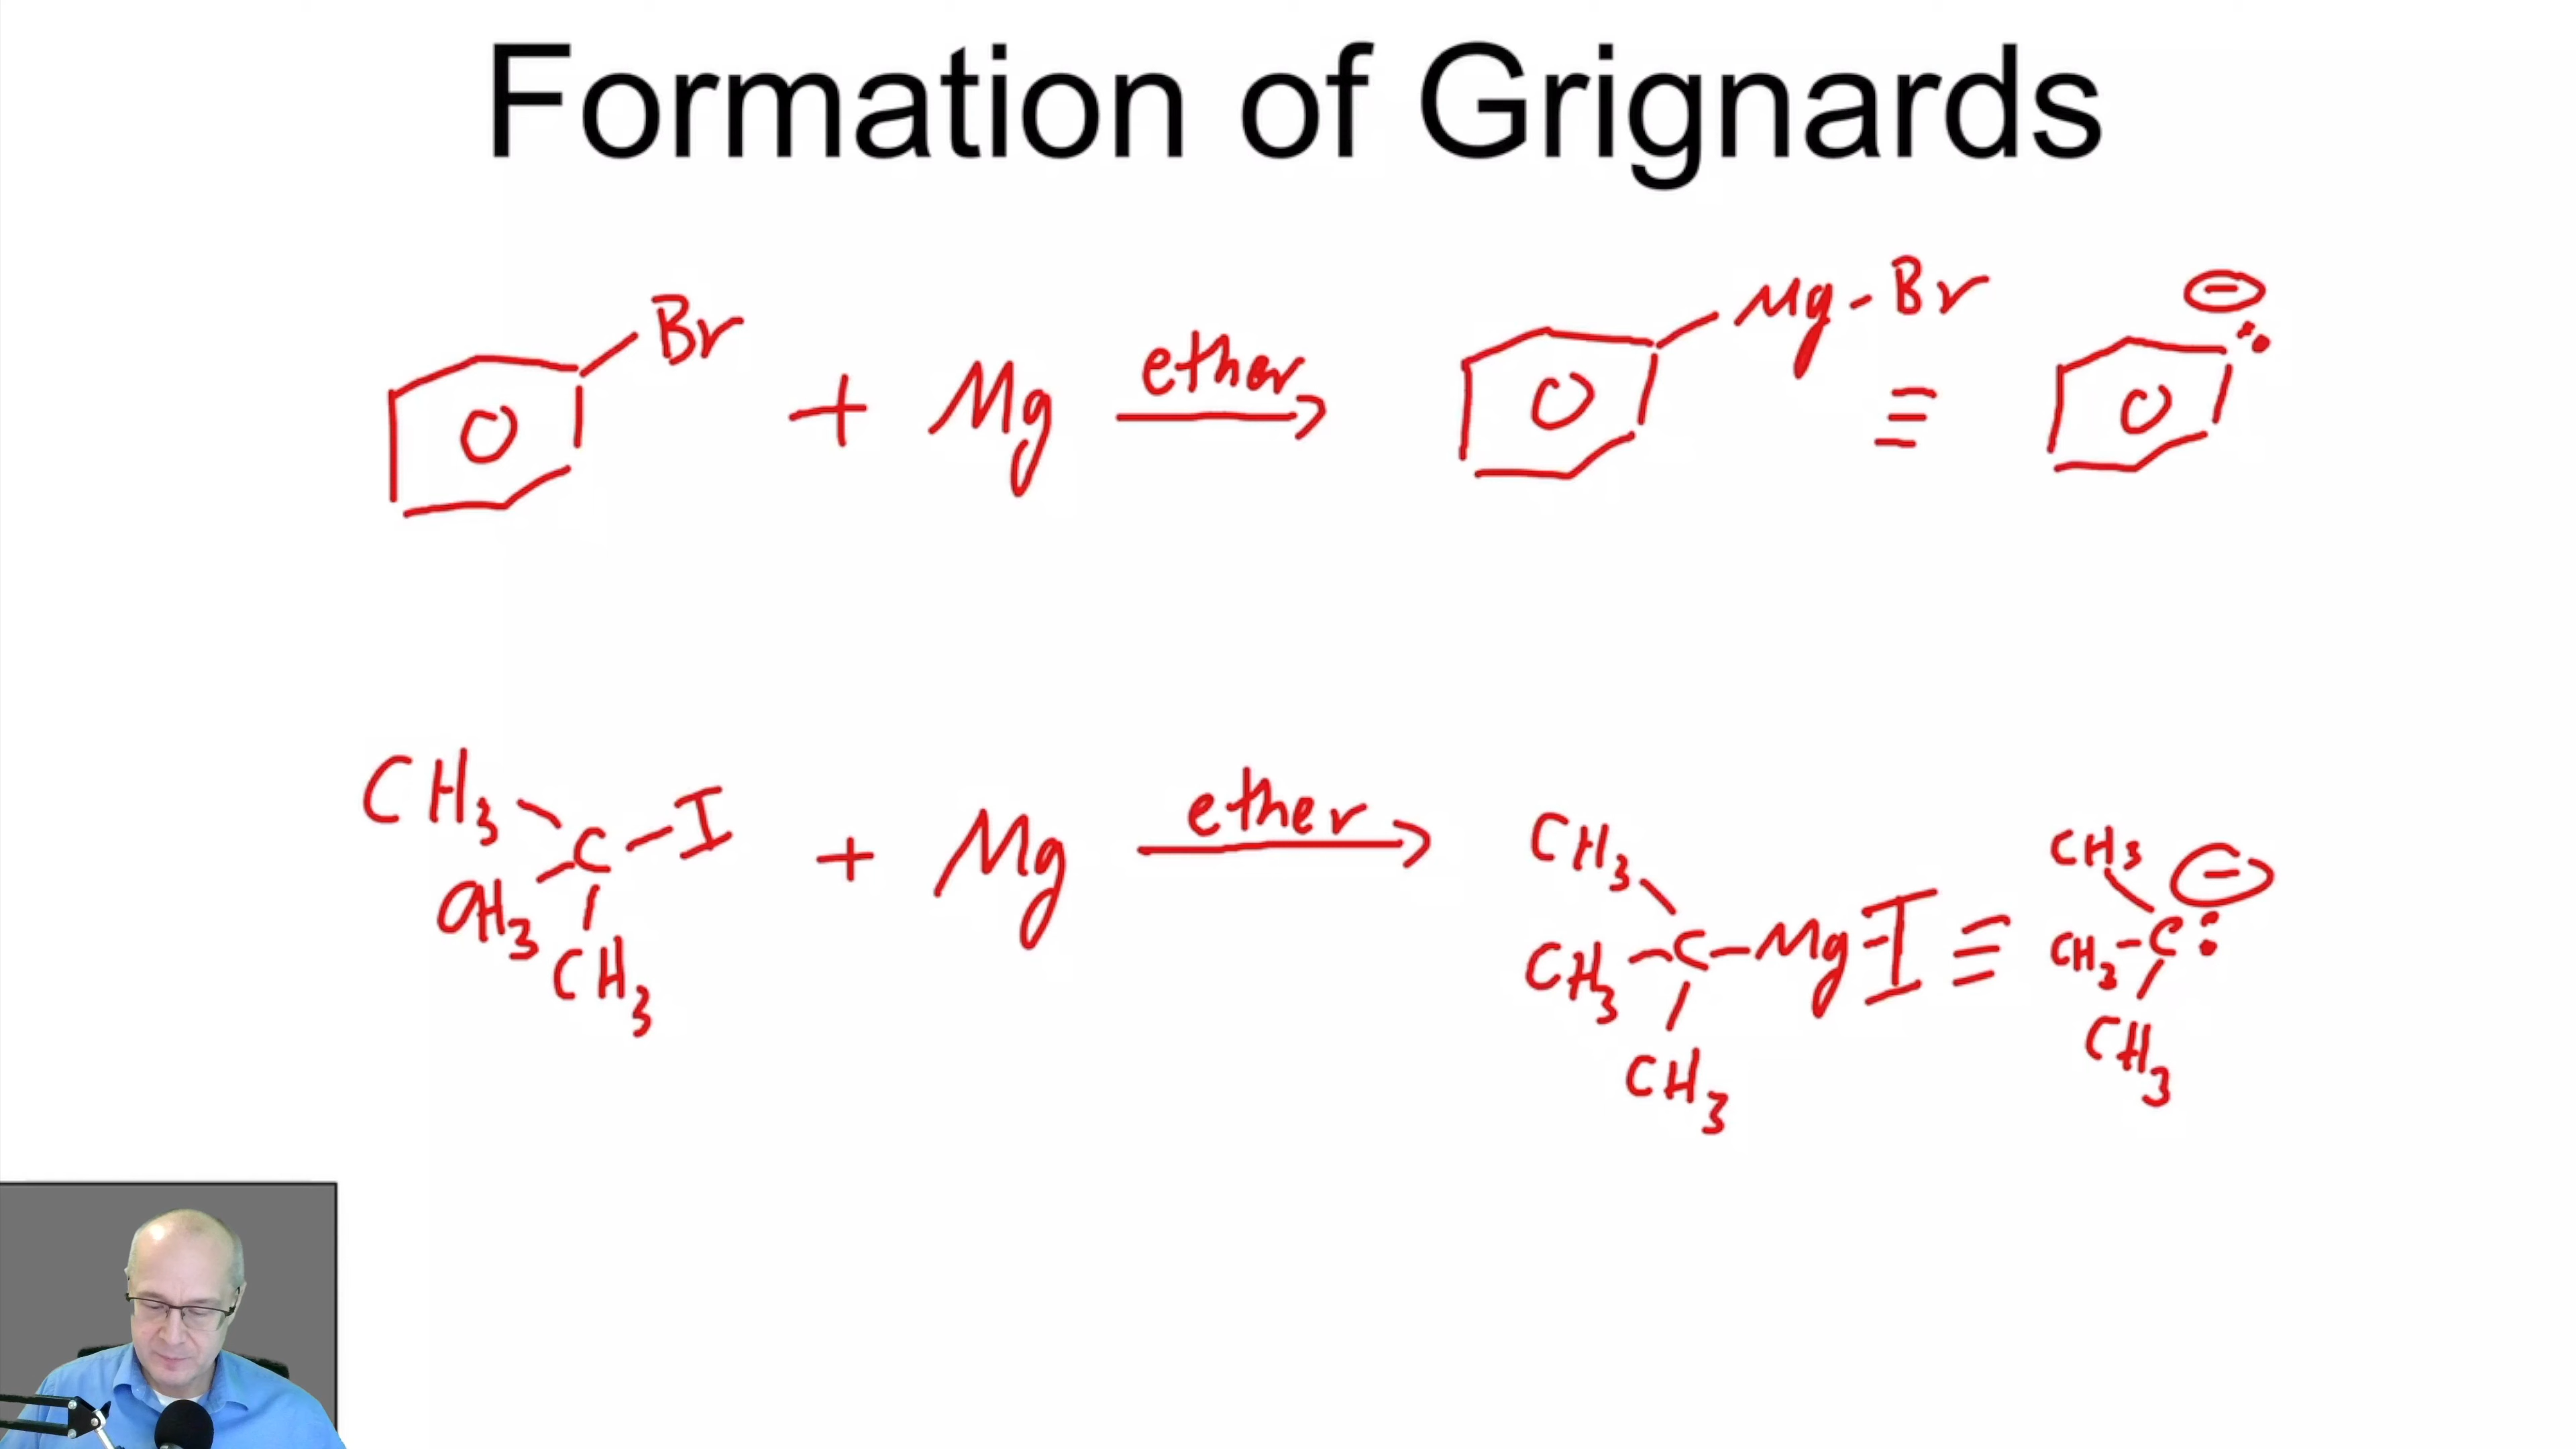 Formation of Grignards
Br + Mg ether Mg-Br ≡ ⊖
CH3 C I + Mg ether CH3 C Mg I ≡ CH3 C ⊖
CH3 CH3 CH3
CH3 CH3 CH3